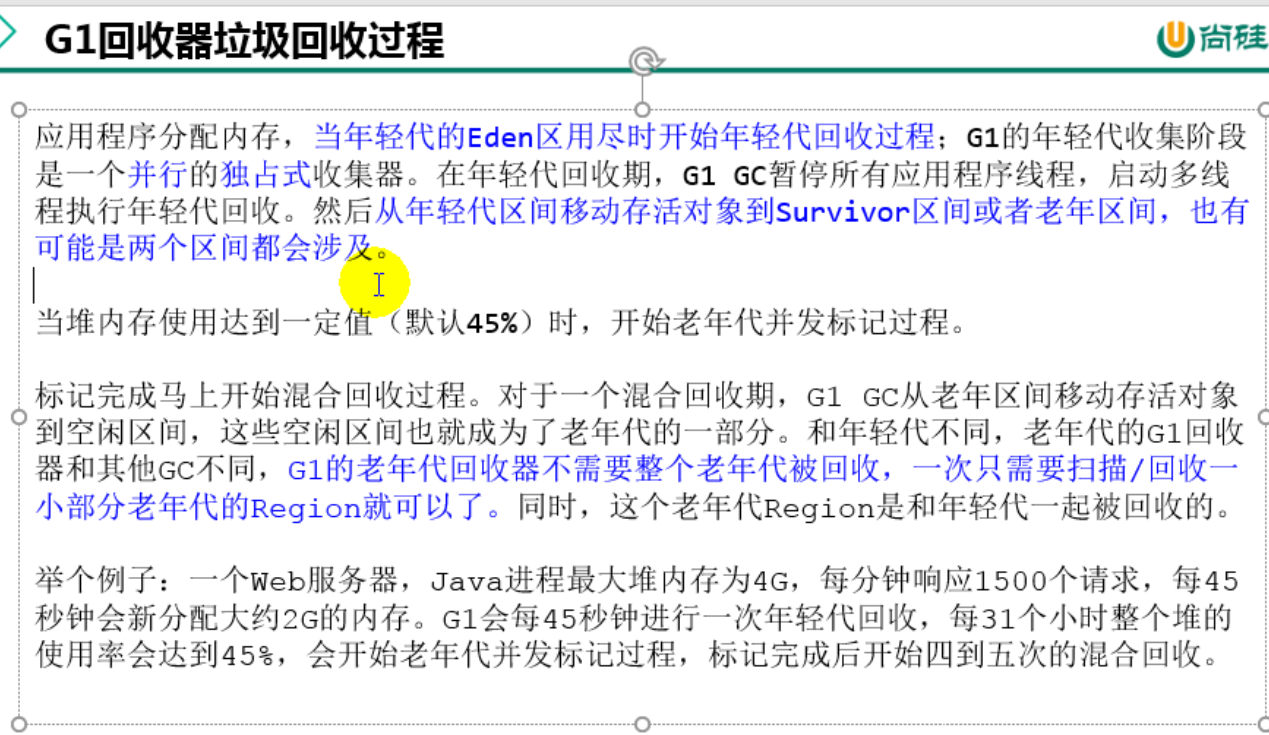 G1回收器垃圾回收过程
尚硅
应用程序分配内存，当年轻代的Eden区用尽时开始年轻代回收过程；G1的年轻代收集阶段
是一个并行的独占式收集器。在年轻代回收期，G1 GC暂停所有应用程序线程，启动多线
程执行年轻代回收。然后从年轻代区间移动存活对象到Survivor区间或者老年区间，也有
可能是两个区间都会涉及。
当堆内存使用达到一定值（默认45%）时，开始老年代并发标记过程。
标记完成马上开始混合回收过程。对于一个混合回收期，G1 GC从老年区间移动存活对象
到空闲区间，这些空闲区间也就成为了老年代的一部分。和年轻代不同，老年代的G1回收
器和其他GC不同，G1的老年代回收器不需要整个老年代被回收，一次只需要扫描/回收一
小部分老年代的Region就可以了。同时，这个老年代Region是和年轻代一起被回收的。
举个例子：一个Web服务器，Java进程最大堆内存为4G，每分钟响应1500个请求，每45
秒钟会新分配大约2G的内存。G1会每45秒钟进行一次年轻代回收，每31个小时整个堆的
使用率会达到45%，会开始老年代并发标记过程，标记完成后开始四到五次的混合回收。